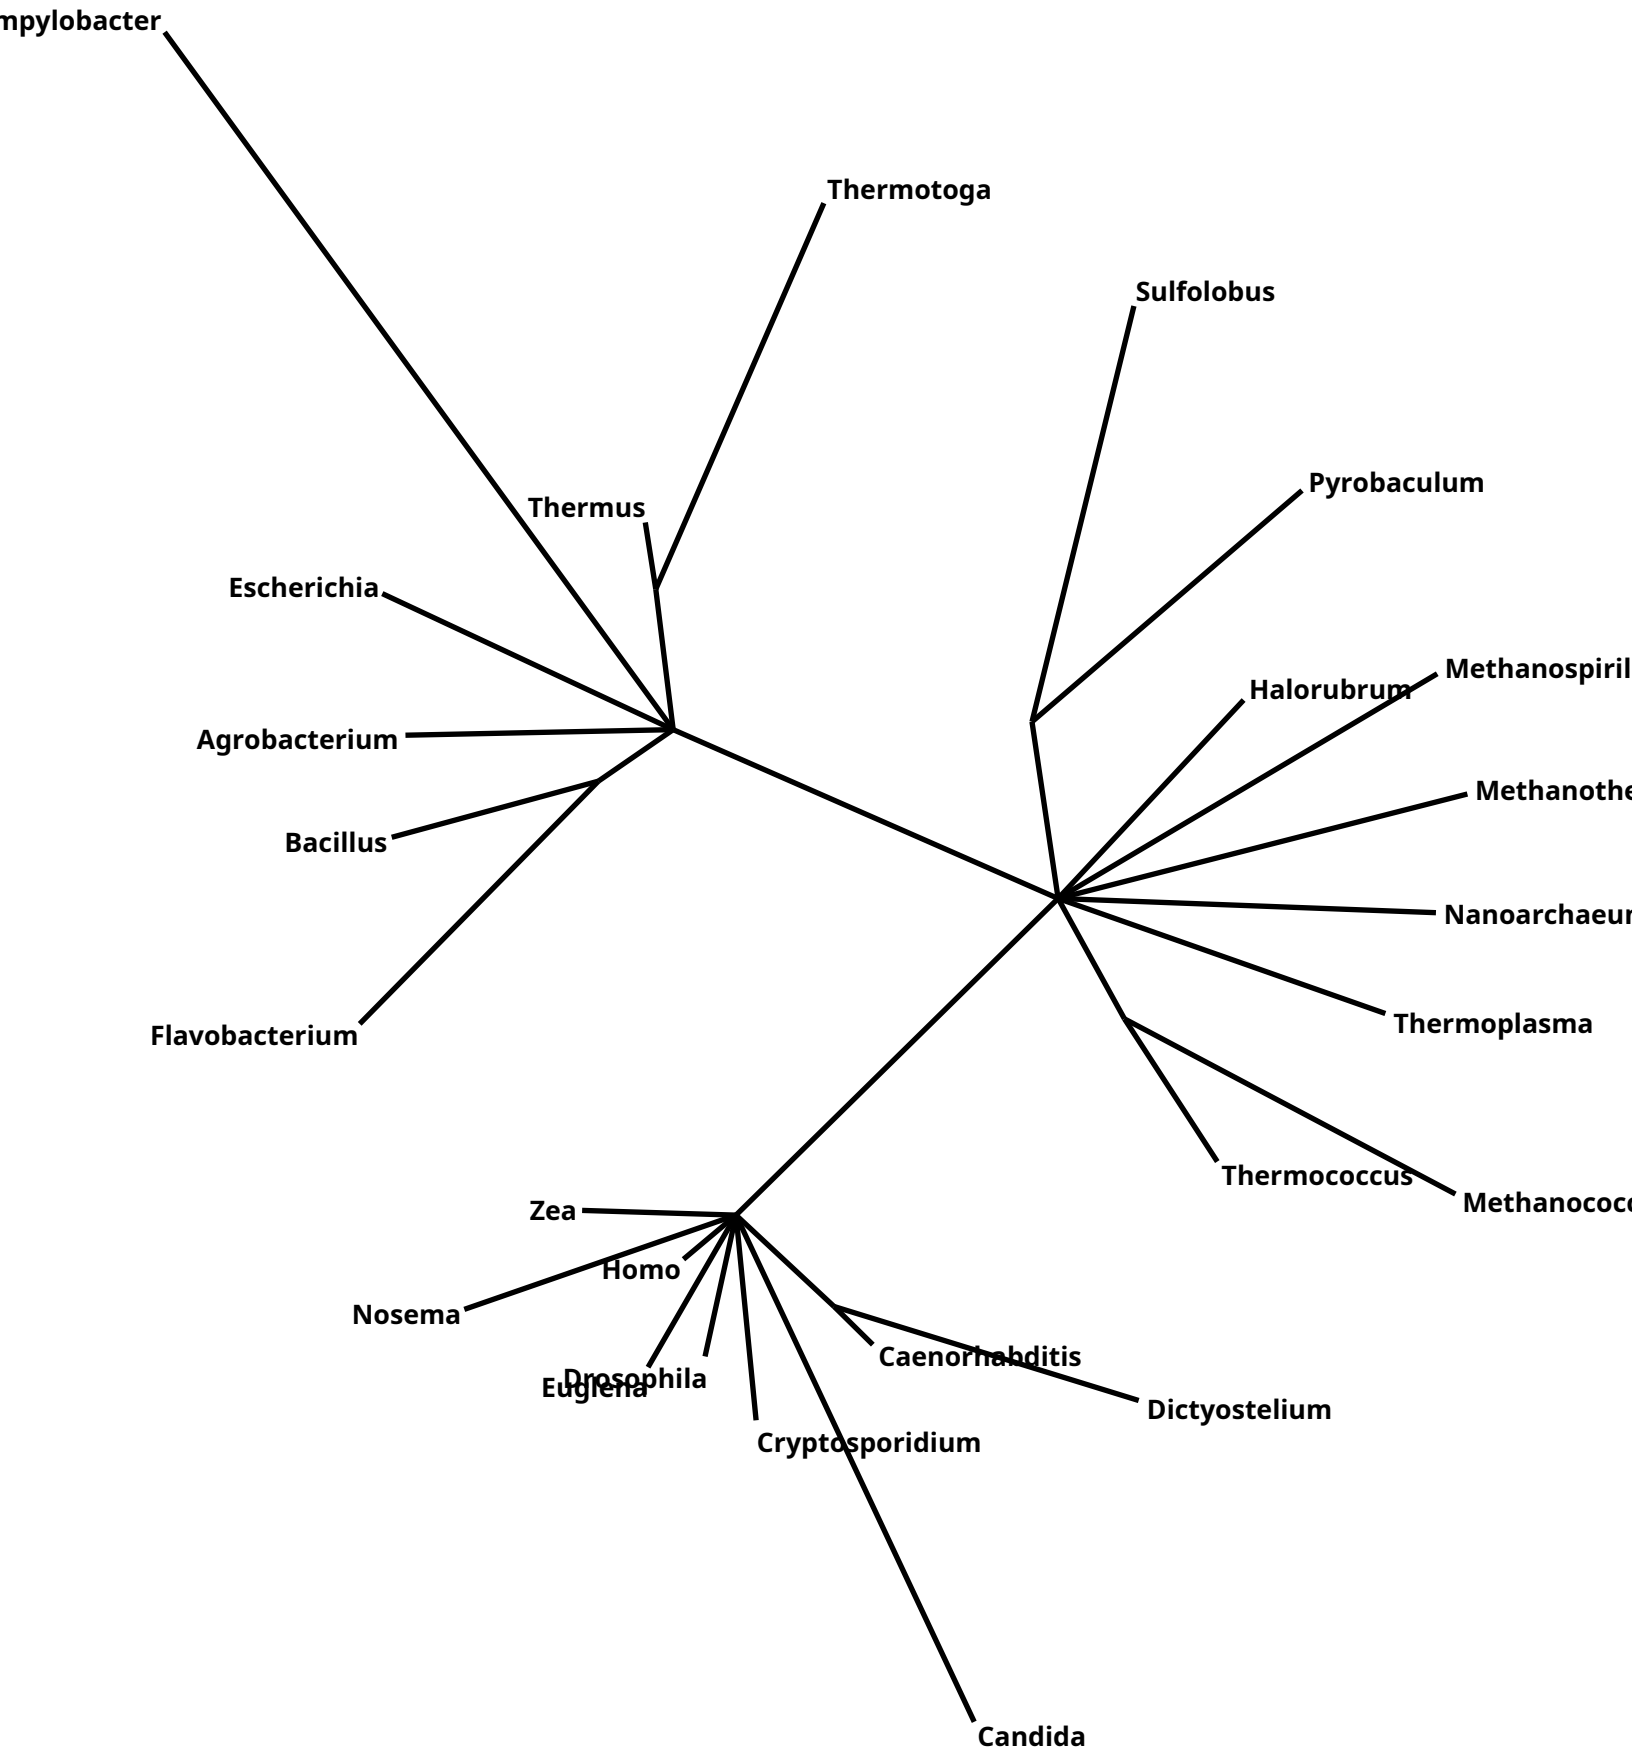 mpylobacter
Thermotoga
Sulfolobus
Pyrobaculum
Thermus
Escherichia
Methanospiril
Halorubrum
Agrobacterium
Methanothe
Bacillus
Nanoarchaeur
Thermoplasma
Flavobacterium
Thermococcus
Methanococc
Zea
Homo
Nosema
Caenorhabditis
Drosophila
Euglena
Dictyostelium
Cryptosporidium
Candida